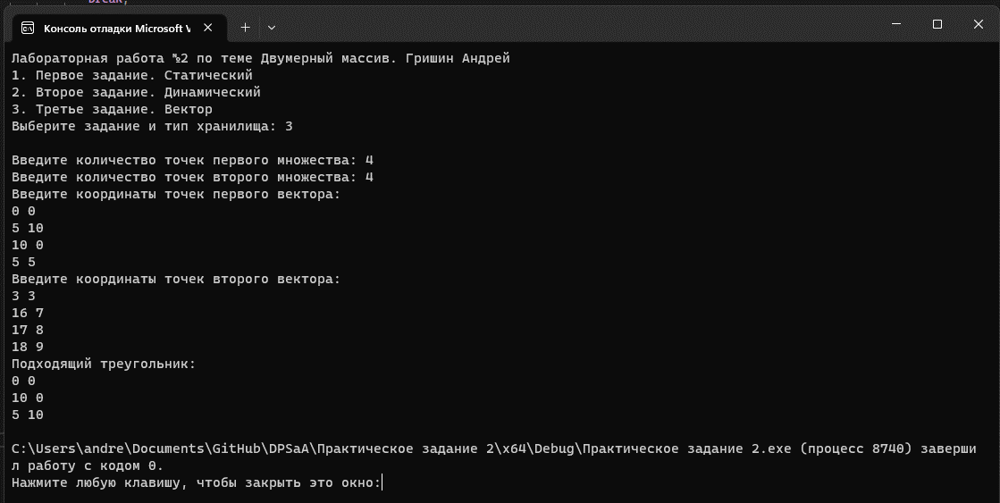 break;
Консоль отладки Microsoft V
Лабораторная работа №2 по теме Двумерный массив. Гришин Андрей
1. Первое задание. Статический
2. Второе задание. Динамический
3. Третье задание. Вектор
Выберите задание и тип хранилища: 3
Введите количество точек первого множества: 4
Введите количество точек второго множества: 4
Введите координаты точек первого вектора:
0 0
5 10
10 0
5 5
Введите координаты точек второго вектора:
3 3
16 7
17 8
18 9
Подходящий треугольник:
0 0
10 0
5 10
C:\Users\andre\Documents\GitHub\DPSaA\Практическое задание 2\x64\Debug\Практическое задание 2.exe (процесс 8740) заверши
л работу с кодом 0.
Нажмите любую клавишу, чтобы закрыть это окно: